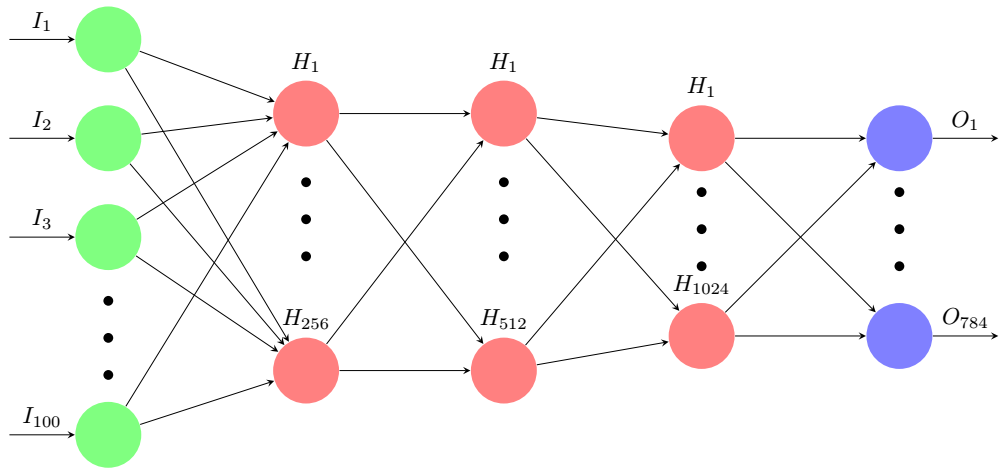 I₁
I₂
I₃
I₁₀₀
H₁
H₂₅₆
H₁
H₅₁₂
H₁
H₁₀₂₄
O₁
O₇₈₄